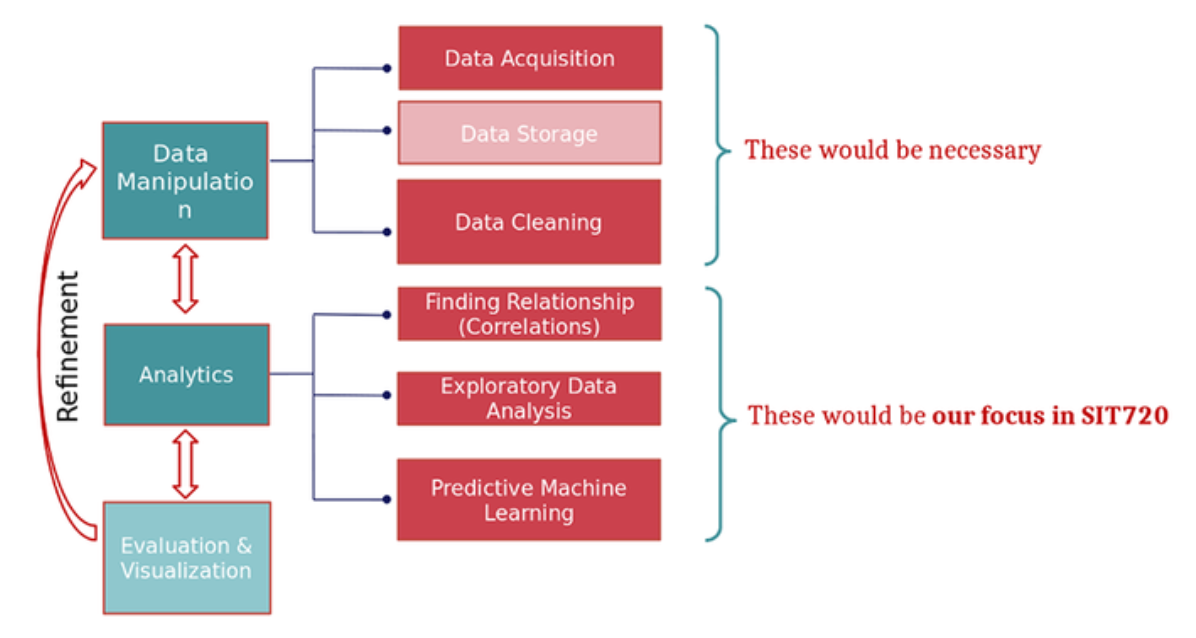 Data Acquisition
Data Storage
Data
Manipulatio
n
Data Cleaning
These would be necessary
Refinement
Analytics
Finding Relationship
(Correlations)
Exploratory Data
Analysis
Predictive Machine
Learning
These would be our focus in SIT720
Evaluation &
Visualization